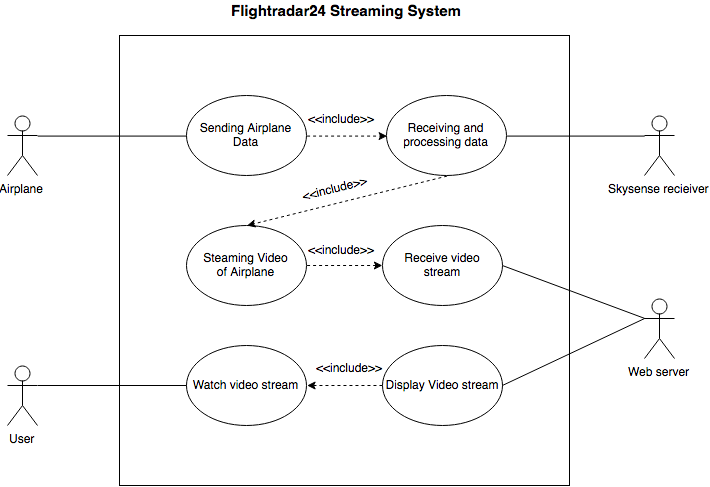 Flightradar24 Streaming System
Sending Airplane
Data
<<include>>
Receiving and
processing data
Airplane
Skysense recieiver
<<include>>
Steaming Video
of Airplane
<<include>>
Receive video
stream
Web server
Watch video stream
<<include>>
Display Video stream
User